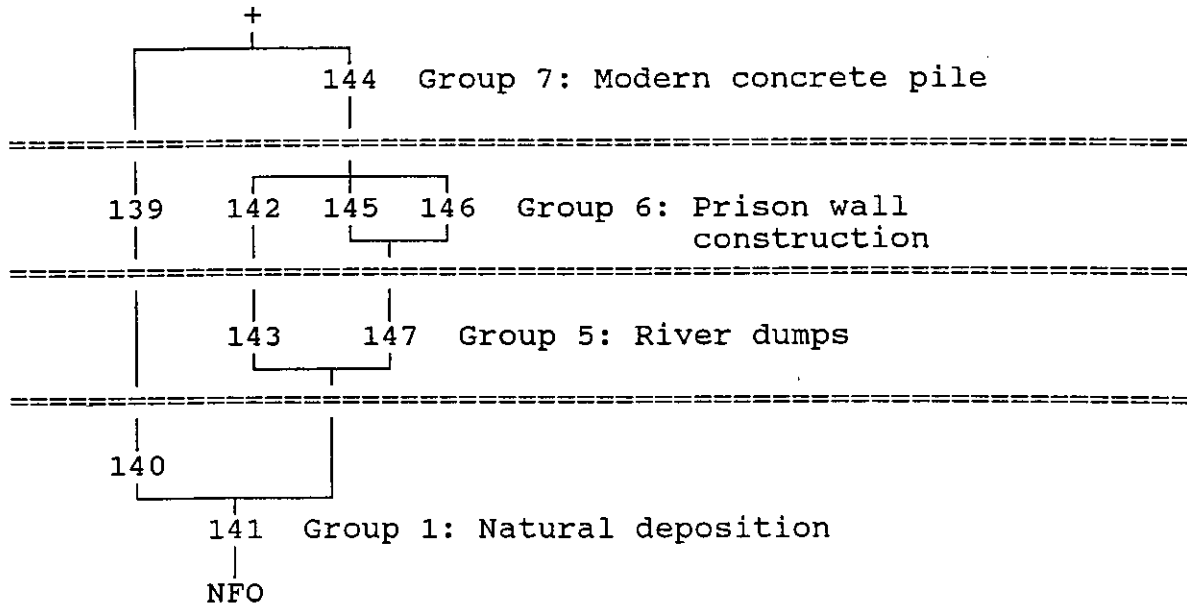 +
144 Group 7: Modern concrete pile
139 142 145 146 Group 6: Prison wall
construction
143 147 Group 5: River dumps
140
141 Group 1: Natural deposition
NFO